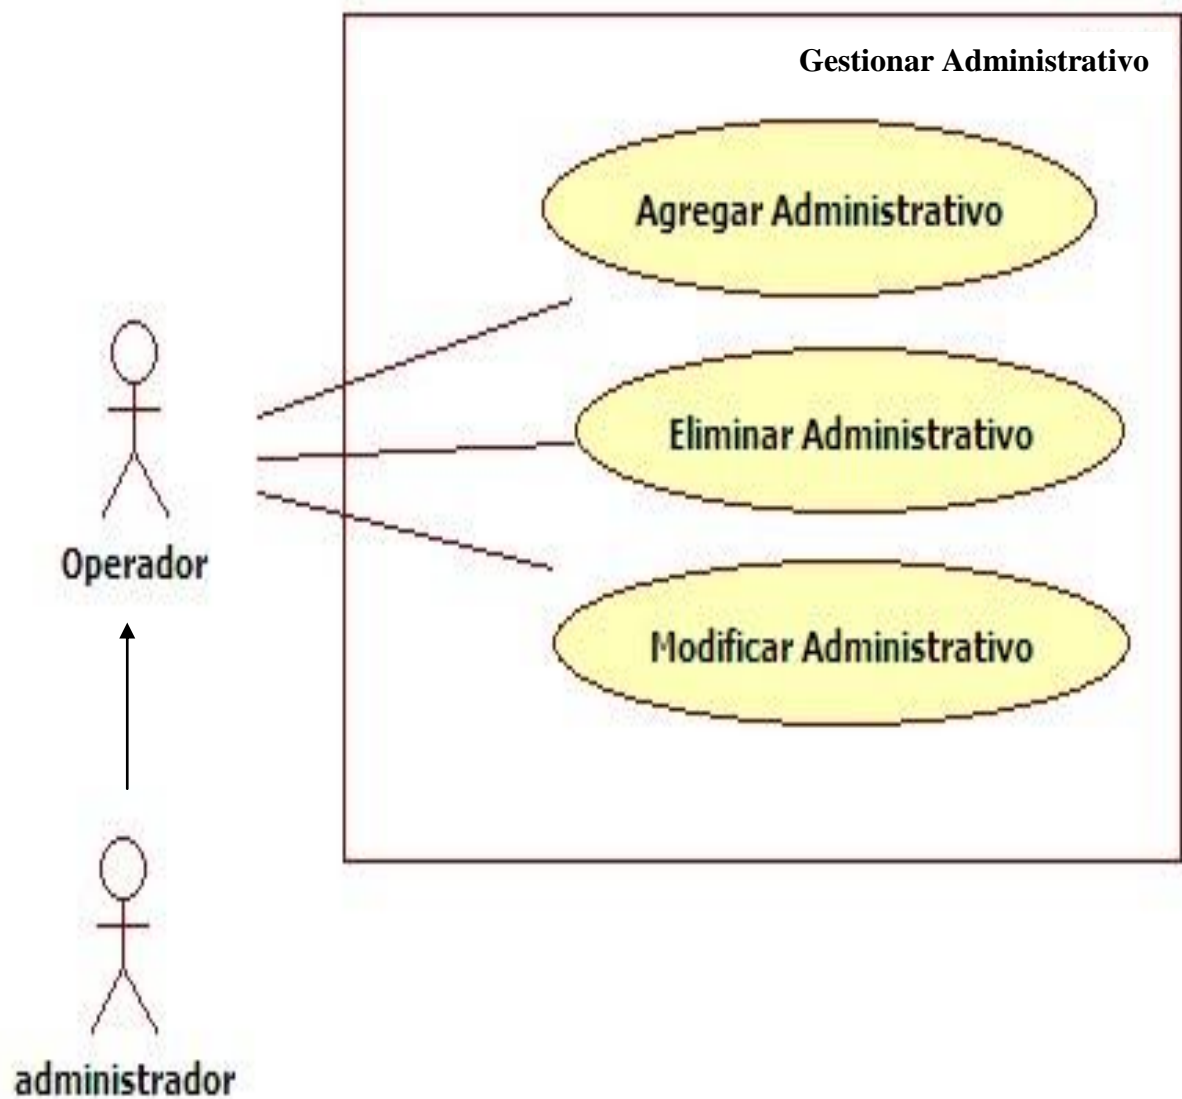 Gestionar Administrativo
Agregar Administrativo
Eliminar Administrativo
Operador
Modificar Administrativo
administrador